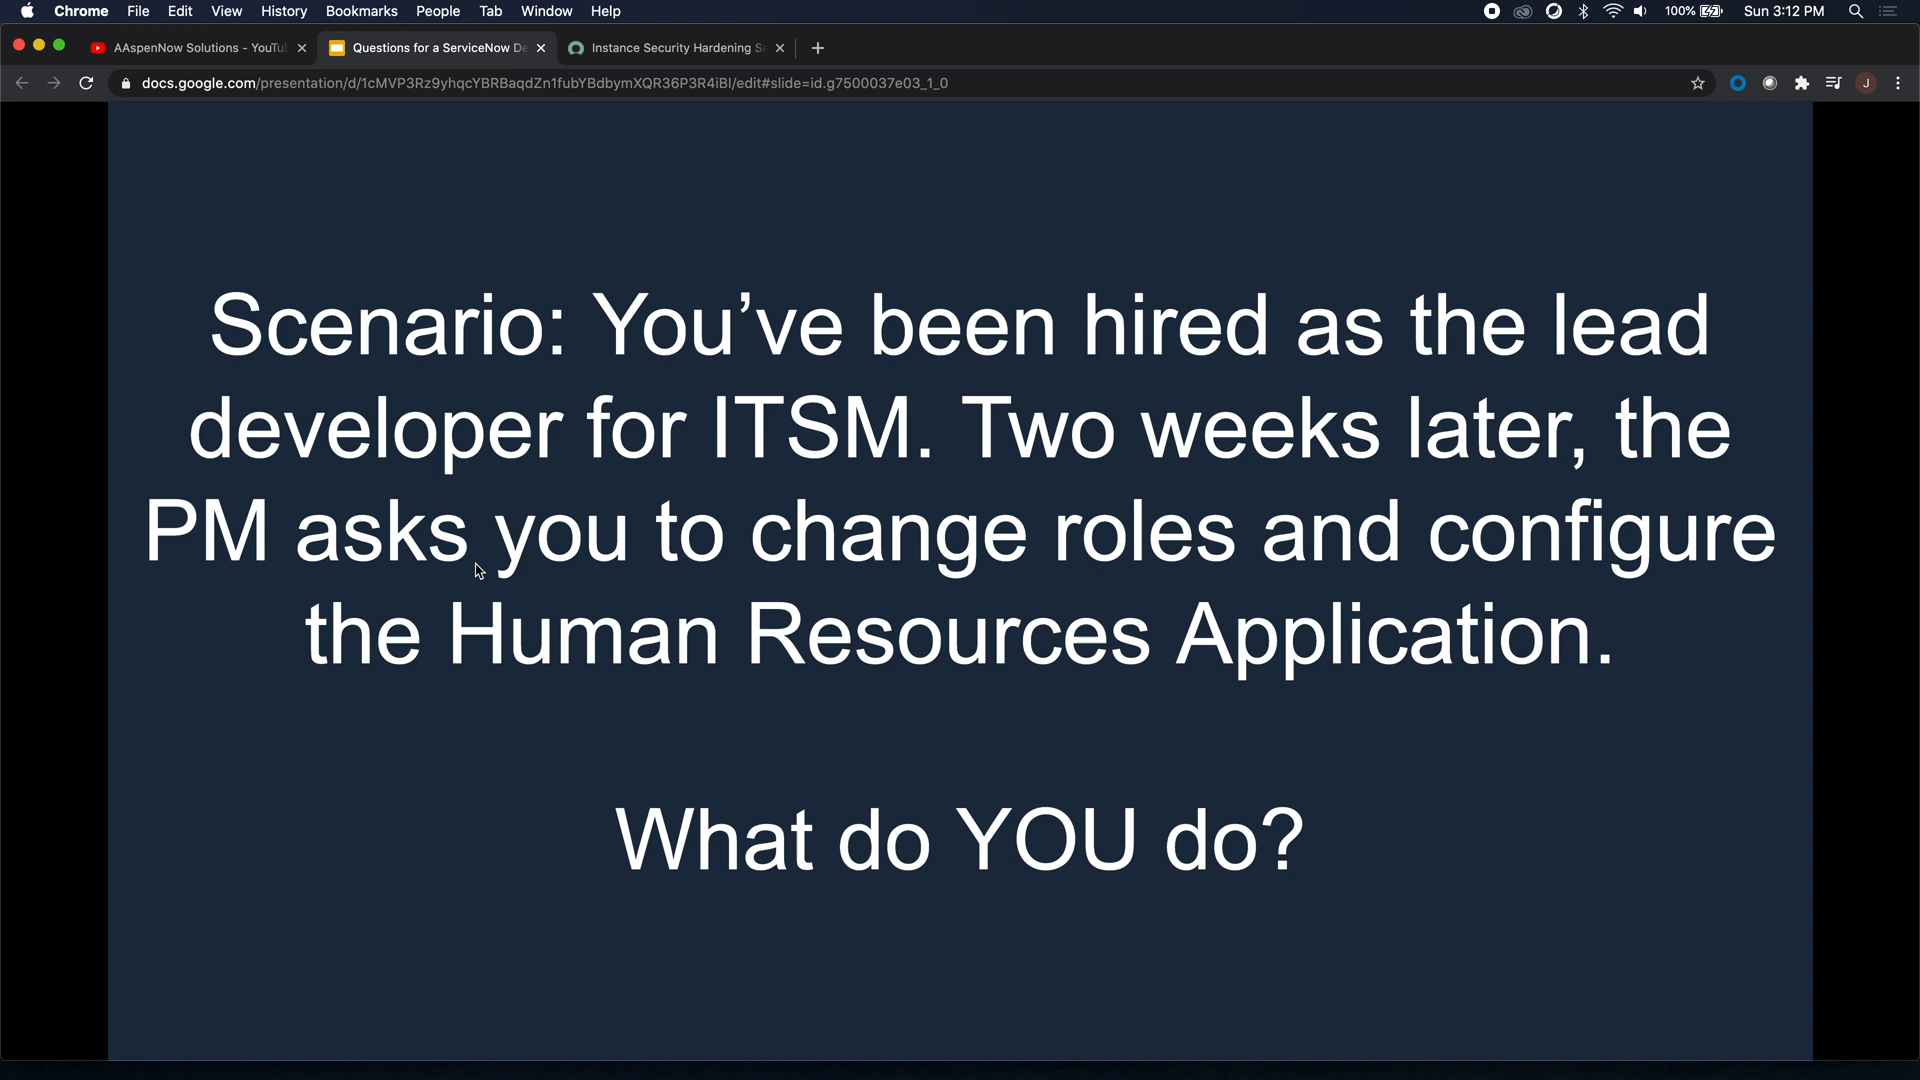 Chrome File Edit View History Bookmarks People Tab Window Help 100% Sun 3:12 PM
AAspenNow Solutions - YouTu Questions for a ServiceNow De Instance Security Hardening Se
docs.google.com/presentation/d/1cMVP3Rz9yhqcYBRBaqdZn1fubYBdbymXQR36P3R4iBI/edit#slide=id.g7500037e03_1_0 J
Scenario: You’ve been hired as the lead
developer for ITSM. Two weeks later, the
PM asks you to change roles and configure
the Human Resources Application.
What do YOU do?